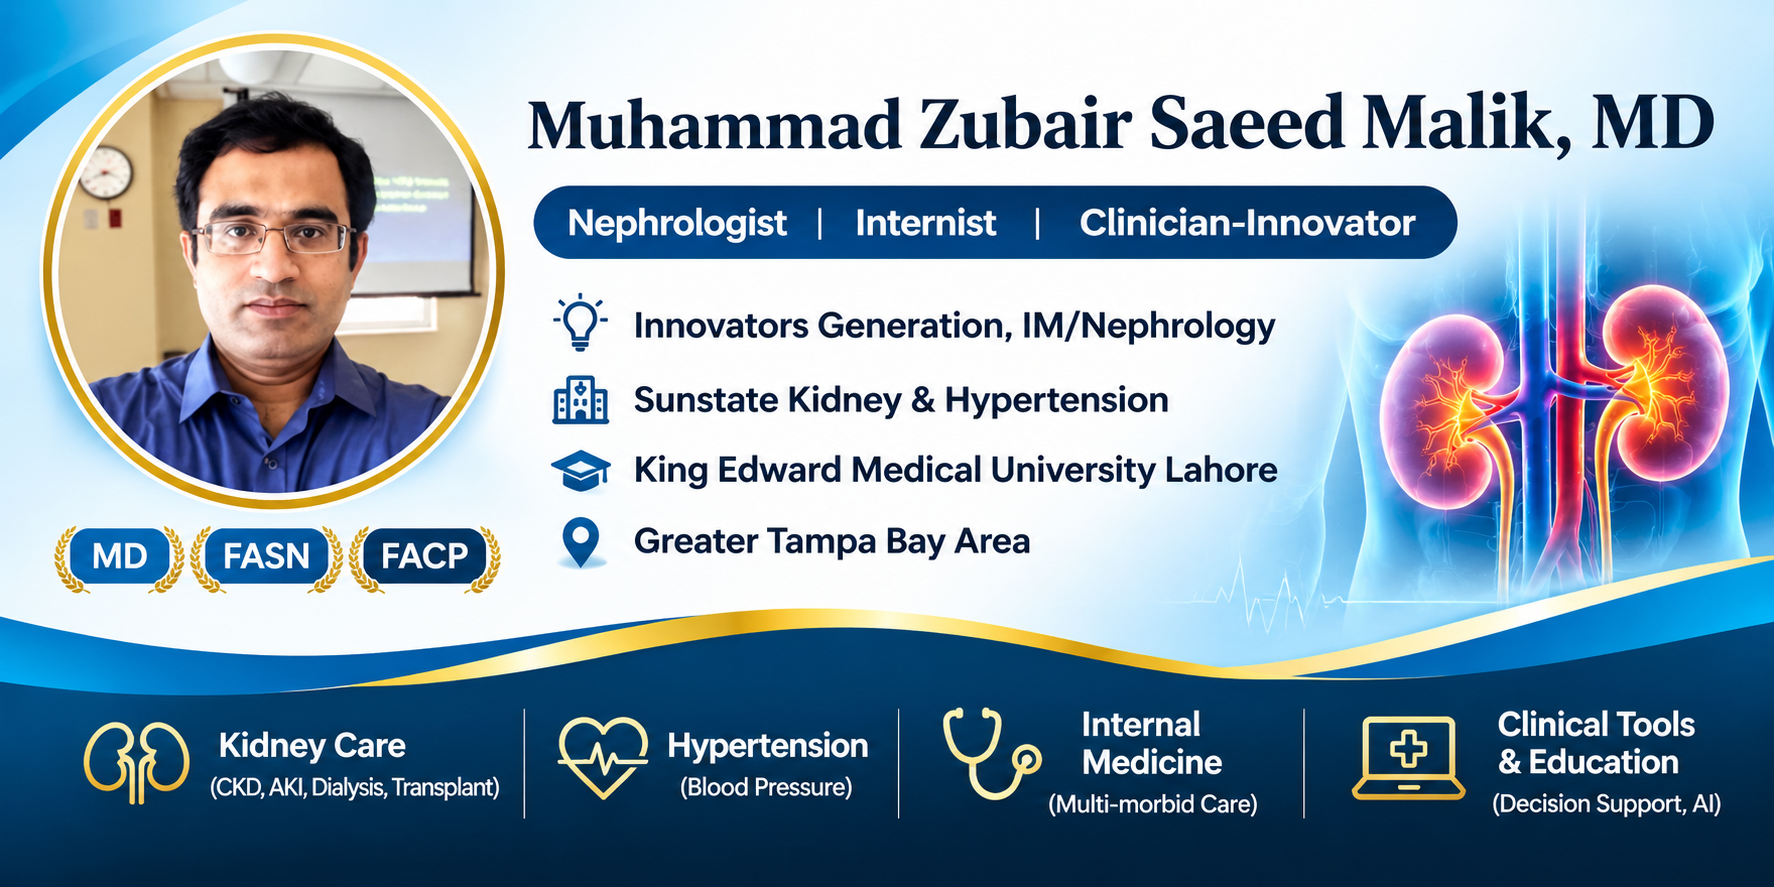 Muhammad Zubair Saeed Malik, MD
Nephrologist | Internist | Clinician-Innovator
Innovators Generation, IM/Nephrology
Sunstate Kidney & Hypertension
King Edward Medical University Lahore
Greater Tampa Bay Area
MD
FASN
FACP
Kidney Care
(CKD, AKI, Dialysis, Transplant)
Hypertension
(Blood Pressure)
Internal
Medicine
(Multi-morbid Care)
Clinical Tools
& Education
(Decision Support, AI)